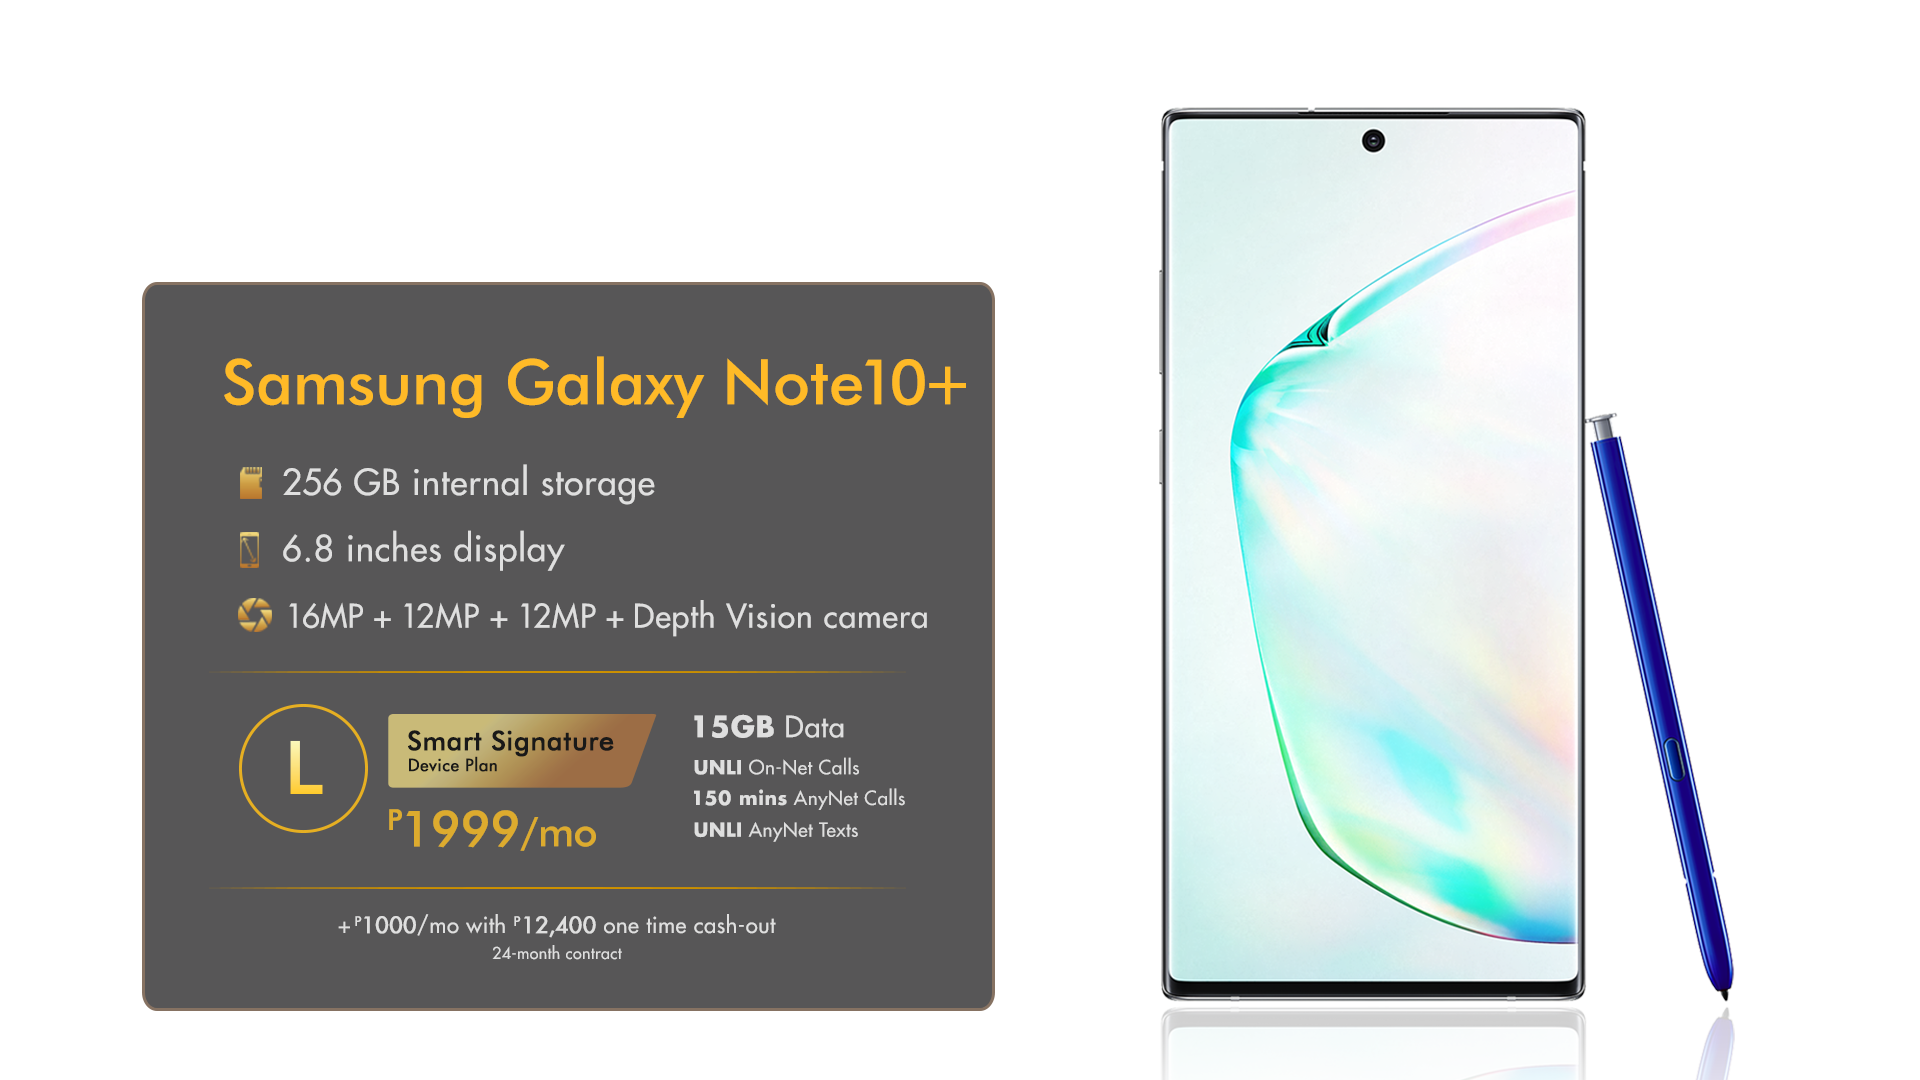 Samsung Galaxy Note10+
256 GB internal storage
6.8 inches display
16MP + 12MP + 12MP + Depth Vision camera
L
Smart Signature
Device Plan
₱1999/mo
15GB Data
UNLI On-Net Calls
150 mins AnyNet Calls
UNLI AnyNet Texts
+₱1000/mo with ₱12,400 one time cash-out
24-month contract